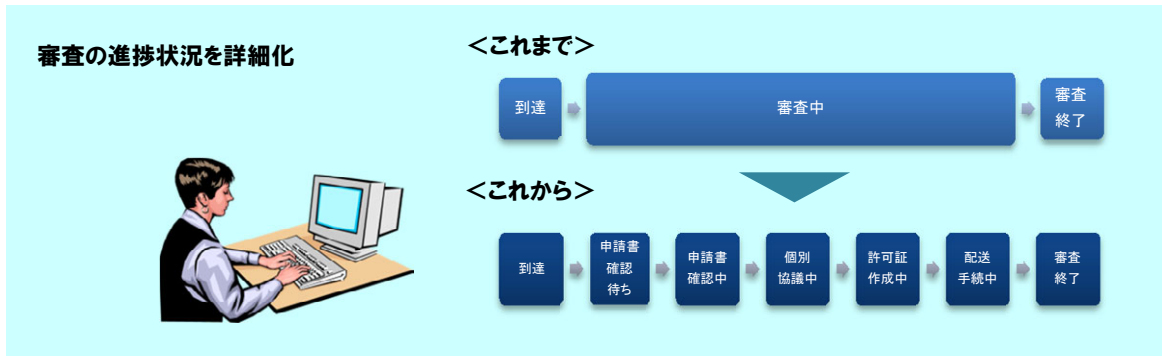 審査の進捗状況を詳細化
＜これまで＞
到達
審査中
審査
終了
＜これから＞
到達
申請書
確認
待ち
申請書
確認中
個別
協議中
許可証
作成中
配送
手続中
審査
終了